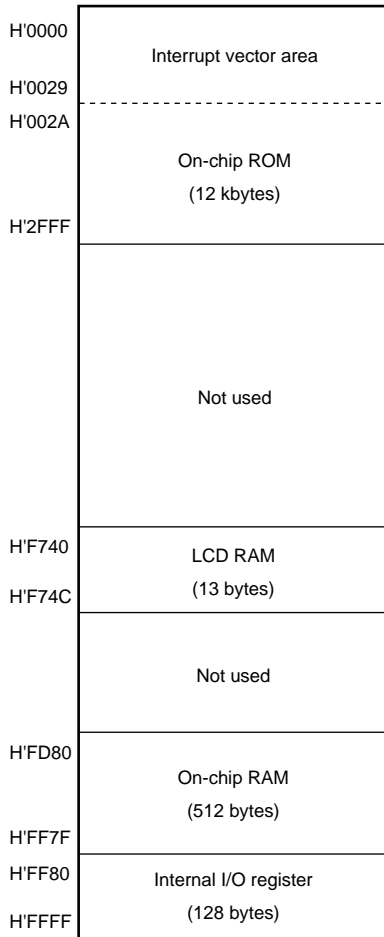 H'0000
Interrupt vector area
H'0029
H'002A
On-chip ROM
(12 kbytes)
H'2FFF
Not used
H'F740
LCD RAM
(13 bytes)
H'F74C
Not used
H'FD80
On-chip RAM
(512 bytes)
H'FF7F
H'FF80
Internal I/O register
(128 bytes)
H'FFFF